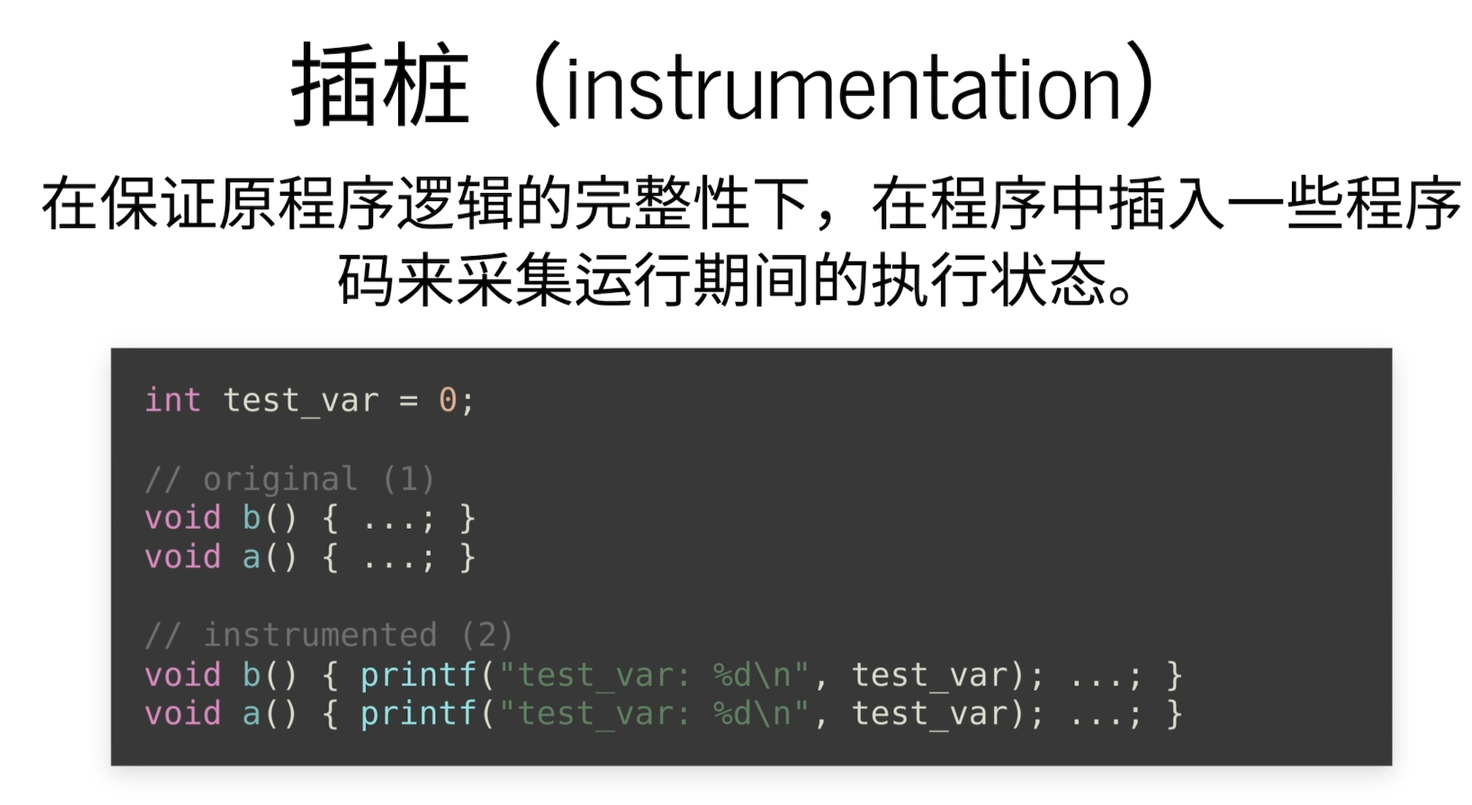 插桩（instrumentation）
在保证原程序逻辑的完整性下，在程序中插入一些程序
码来采集运行期间的执行状态。
int test_var = 0;
// original (1)
void b() { ...; }
void a() { ...; }
// instrumented (2)
void b() { printf("test_var: %d\n", test_var); ...; }
void a() { printf("test_var: %d\n", test_var); ...; }